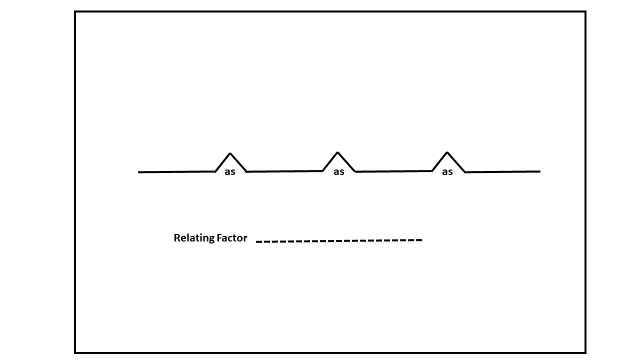 as as as
Relating Factor